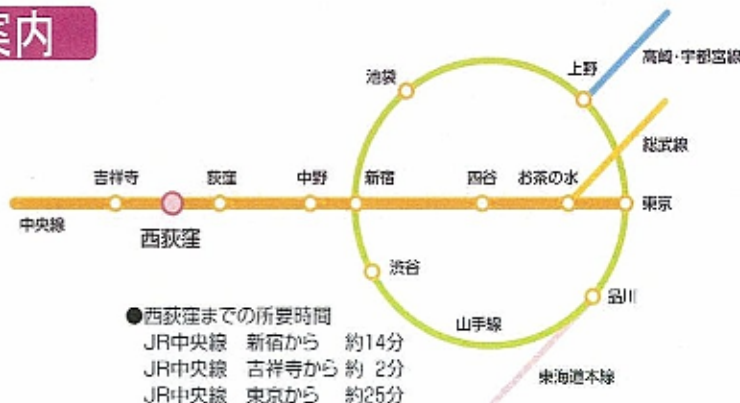 案内
池袋
上野
高崎・宇都宮線
総武線
吉祥寺
荻窪
中野
新宿
四谷
お茶の水
東京
中央線
西荻窪
渋谷
品川
山手線
東海道本線
●西荻窪までの所要時間
JR中央線 新宿から 約14分
JR中央線 吉祥寺から 約 2分
JR中央線 東京から 約25分